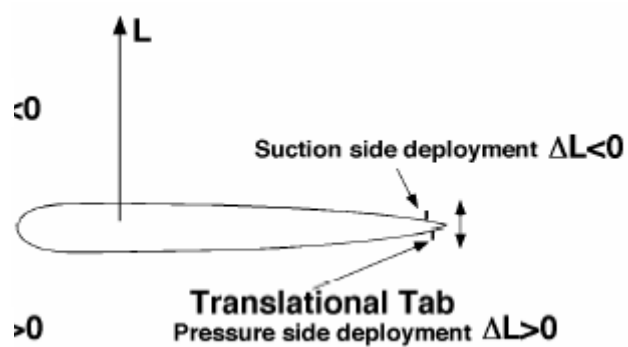 L
<0
Suction side deployment ΔL<0
Translational Tab
Pressure side deployment ΔL>0
>0